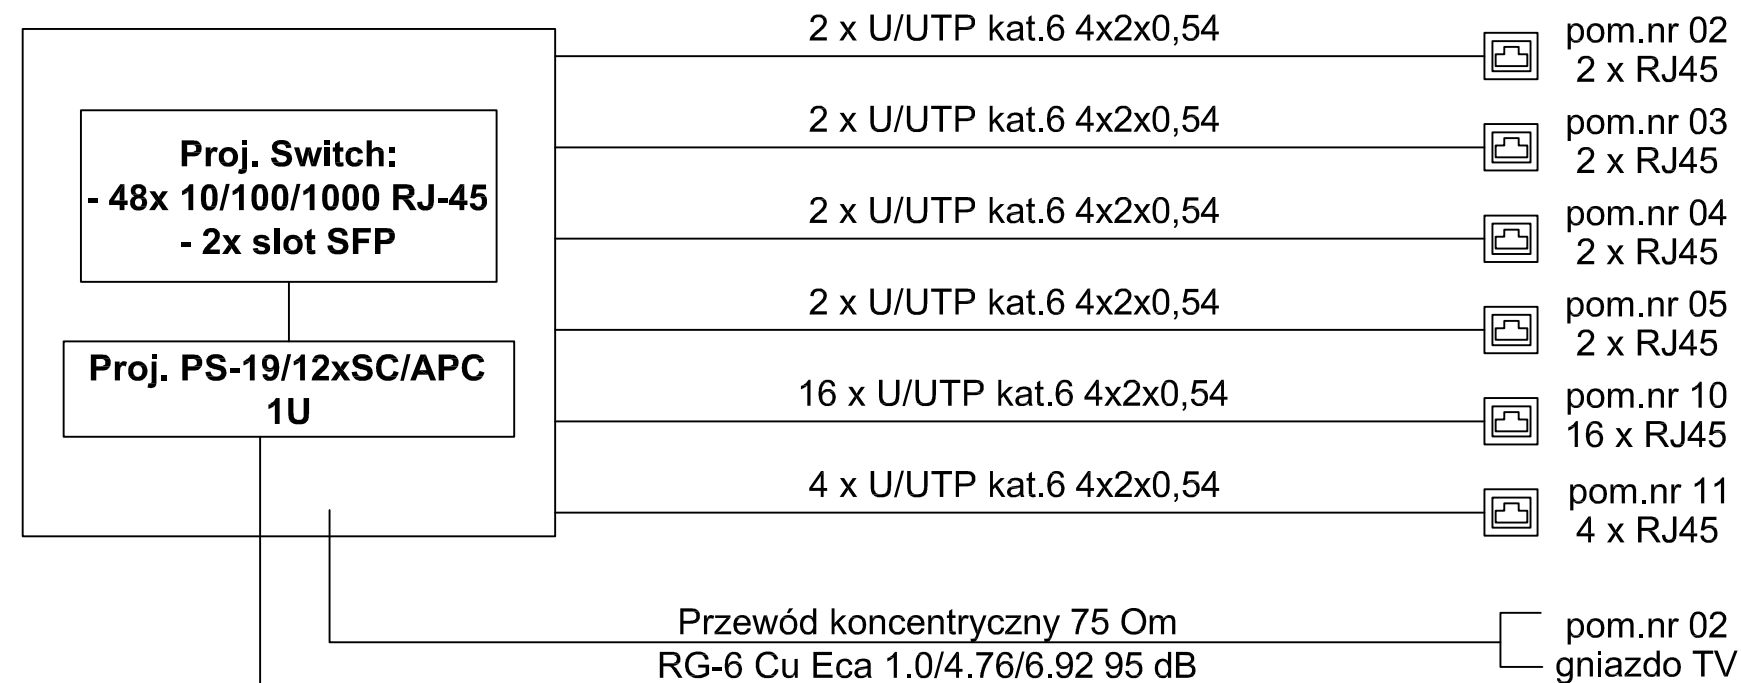 2 x U/UTP kat.6 4x2x0,54
pom.nr 02
2 x RJ45
Proj. Switch:
- 48x 10/100/1000 RJ-45
- 2x slot SFP
2 x U/UTP kat.6 4x2x0,54
pom.nr 03
2 x RJ45
2 x U/UTP kat.6 4x2x0,54
pom.nr 04
2 x RJ45
2 x U/UTP kat.6 4x2x0,54
pom.nr 05
2 x RJ45
Proj. PS-19/12xSC/APC
1U
16 x U/UTP kat.6 4x2x0,54
pom.nr 10
16 x RJ45
4 x U/UTP kat.6 4x2x0,54
pom.nr 11
4 x RJ45
Przewód koncentryczny 75 Om
RG-6 Cu Eca 1.0/4.76/6.92 95 dB
pom.nr 02
gniazdo TV